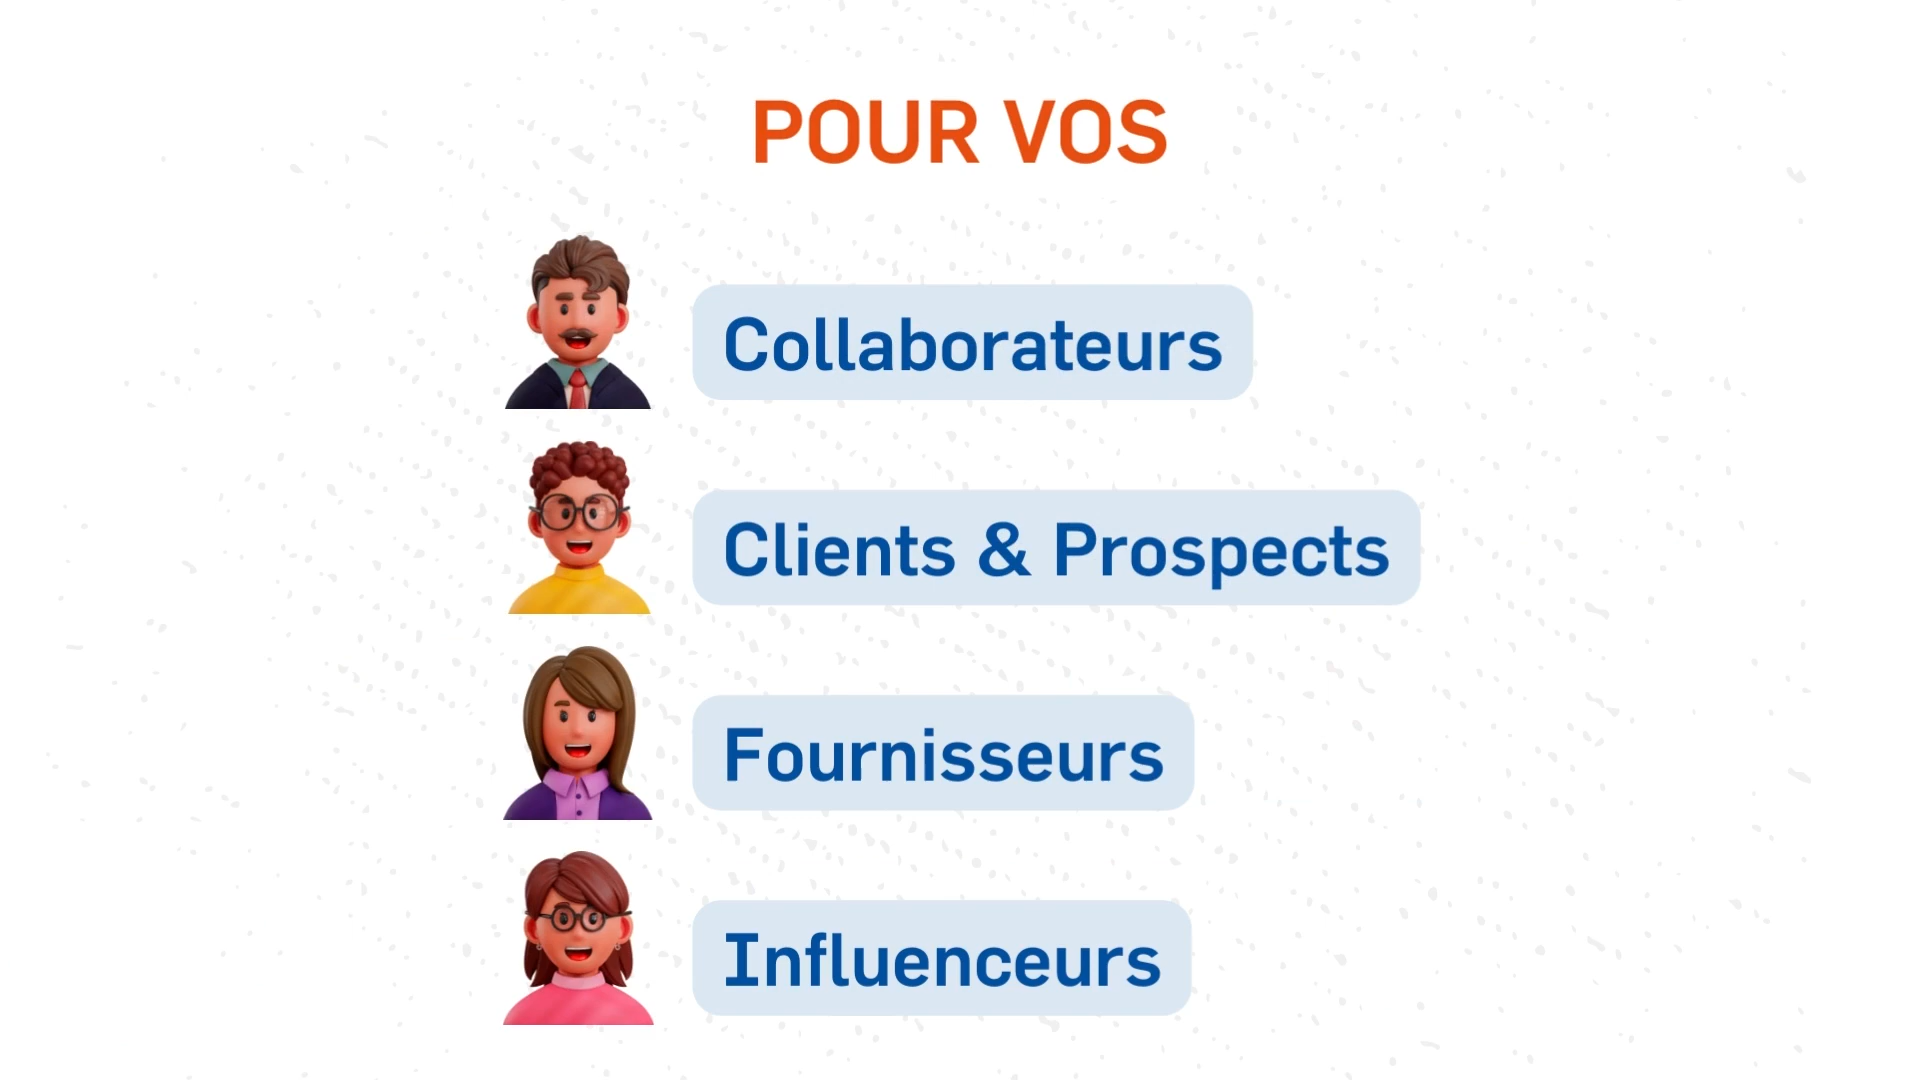 POUR VOS
Collaborateurs
Clients & Prospects
Fournisseurs
Influenceurs